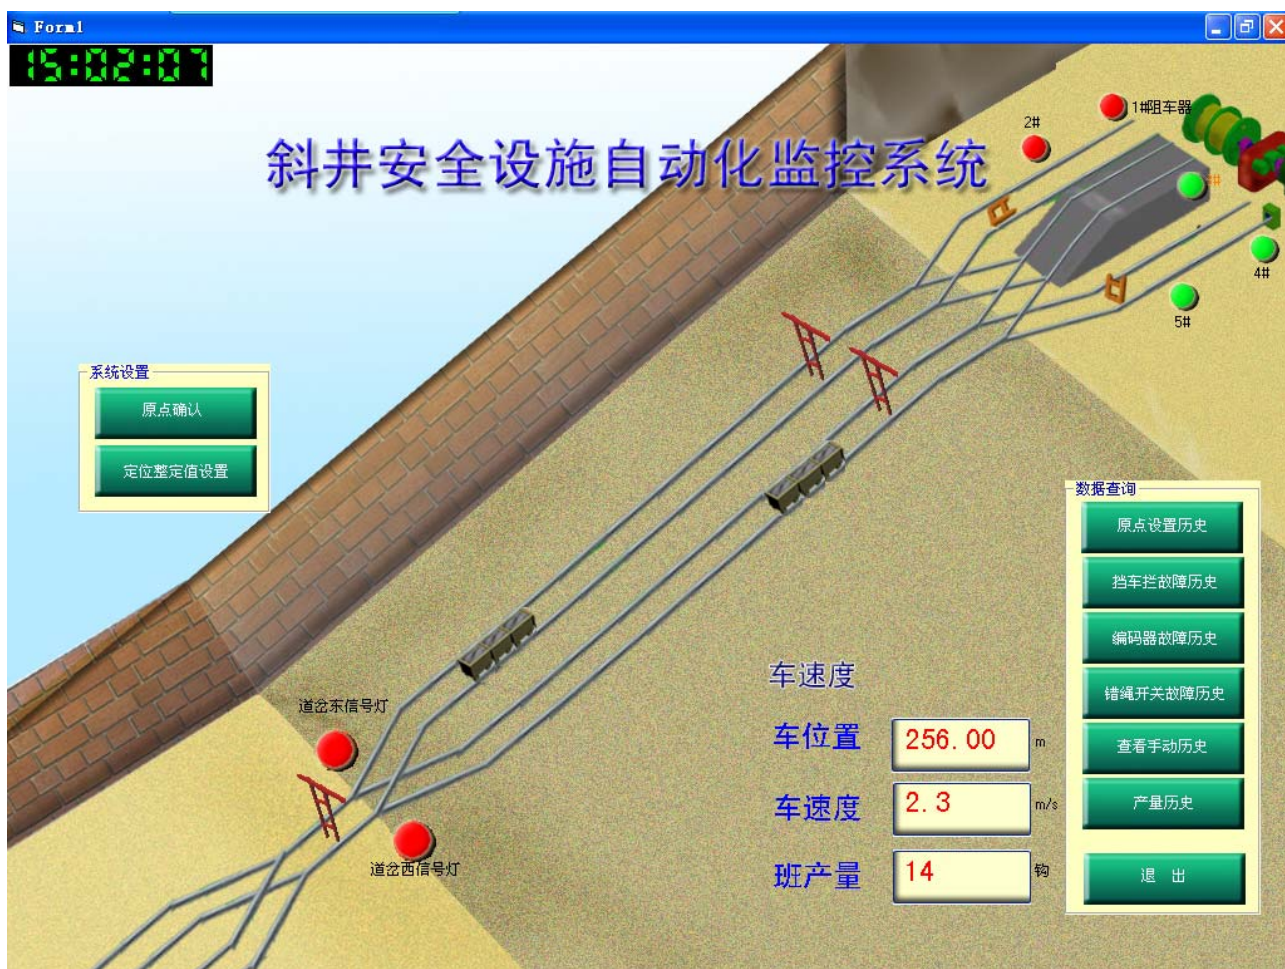 Form1
15:02:07
斜井安全设施自动化监控系统
1#阻车器
2#
4#
5#
系统设置
原点确认
定位整定值设置
道岔东信号灯
道岔西信号灯
车速度
车位置 256.00 m
车速度 2.3 m/s
班产量 14 钩
数据查询
原点设置历史
挡车拦故障历史
编码器故障历史
错绳开关故障历史
查看手动历史
产量历史
退 出